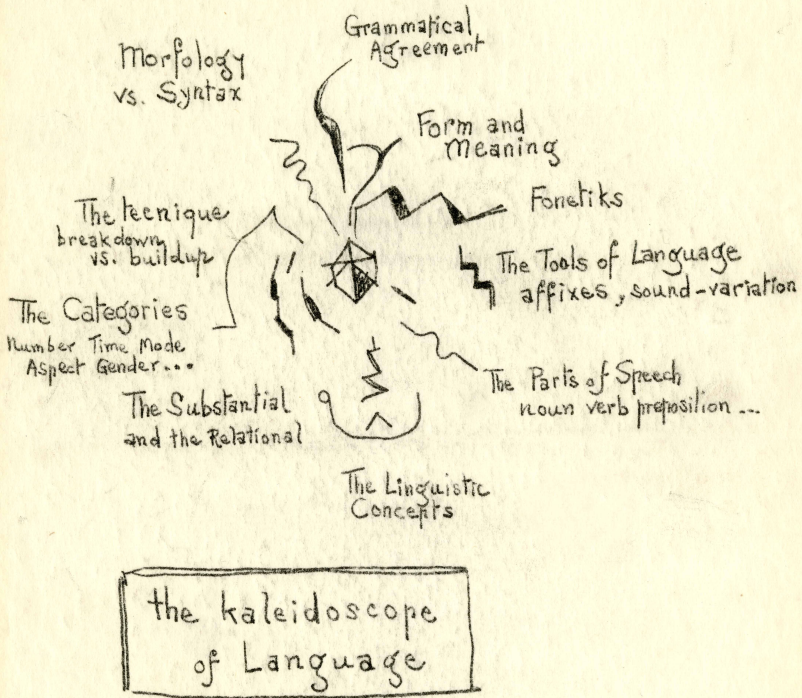 Grammatical
Agreement
Morfology
vs. Syntax
Form and
Meaning
Fonetiks
The tecnique
breakdown
vs. buildup
The Tools of Language
affixes, sound-variation
The Categories
Number Time Mode
Aspect Gender...
The Parts of Speech
noun verb preposition ...
The Substantial
and the Relational
The Linguistic
Concepts
the kaleidoscope
of Language